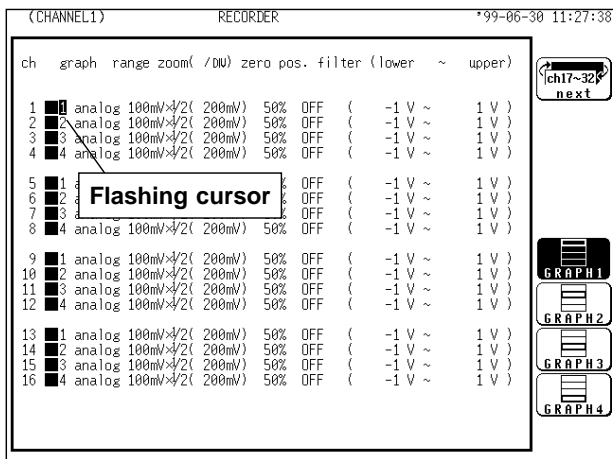 (CHANNEL1) RECORDER '99-06-30 11:27:38
ch graph range zoom( /DIV) zero pos. filter (lower ~ upper)
ch17~32
next
1 1 analog 100mV×1/2( 200mV) 50% OFF ( -1 V ~ 1 V )
2 2 analog 100mV×1/2( 200mV) 50% OFF ( -1 V ~ 1 V )
3 3 analog 100mV×1/2( 200mV) 50% OFF ( -1 V ~ 1 V )
4 4 analog 100mV×1/2( 200mV) 50% OFF ( -1 V ~ 1 V )
5 1 OFF ( -1 V ~ 1 V )
Flashing cursor
6 2 OFF ( -1 V ~ 1 V )
7 3 OFF ( -1 V ~ 1 V )
8 4 analog 100mV×1/2( 200mV) 50% OFF ( -1 V ~ 1 V )
9 1 analog 100mV×1/2( 200mV) 50% OFF ( -1 V ~ 1 V )
10 2 analog 100mV×1/2( 200mV) 50% OFF ( -1 V ~ 1 V )
11 3 analog 100mV×1/2( 200mV) 50% OFF ( -1 V ~ 1 V )
12 4 analog 100mV×1/2( 200mV) 50% OFF ( -1 V ~ 1 V )
GRAPH1
GRAPH2
13 1 analog 100mV×1/2( 200mV) 50% OFF ( -1 V ~ 1 V )
14 2 analog 100mV×1/2( 200mV) 50% OFF ( -1 V ~ 1 V )
15 3 analog 100mV×1/2( 200mV) 50% OFF ( -1 V ~ 1 V )
16 4 analog 100mV×1/2( 200mV) 50% OFF ( -1 V ~ 1 V )
GRAPH3
GRAPH4